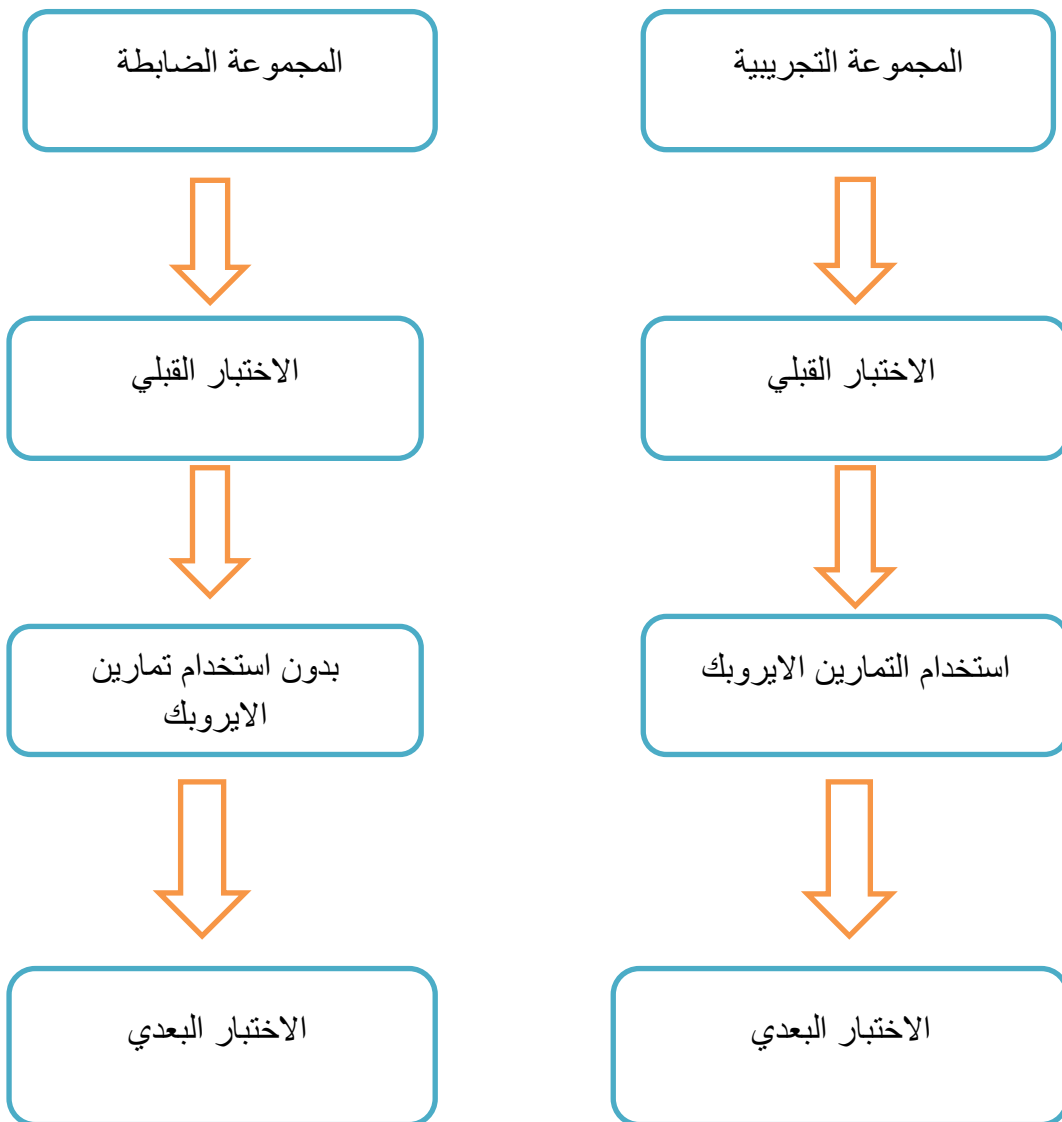 المجموعة التجريبية
المجموعة الضابطة
الاختبار القبلي
الاختبار القبلي
استخدام التمارين الايروبك
بدون استخدام تمارين
الايروبك
الاختبار البعدي
الاختبار البعدي